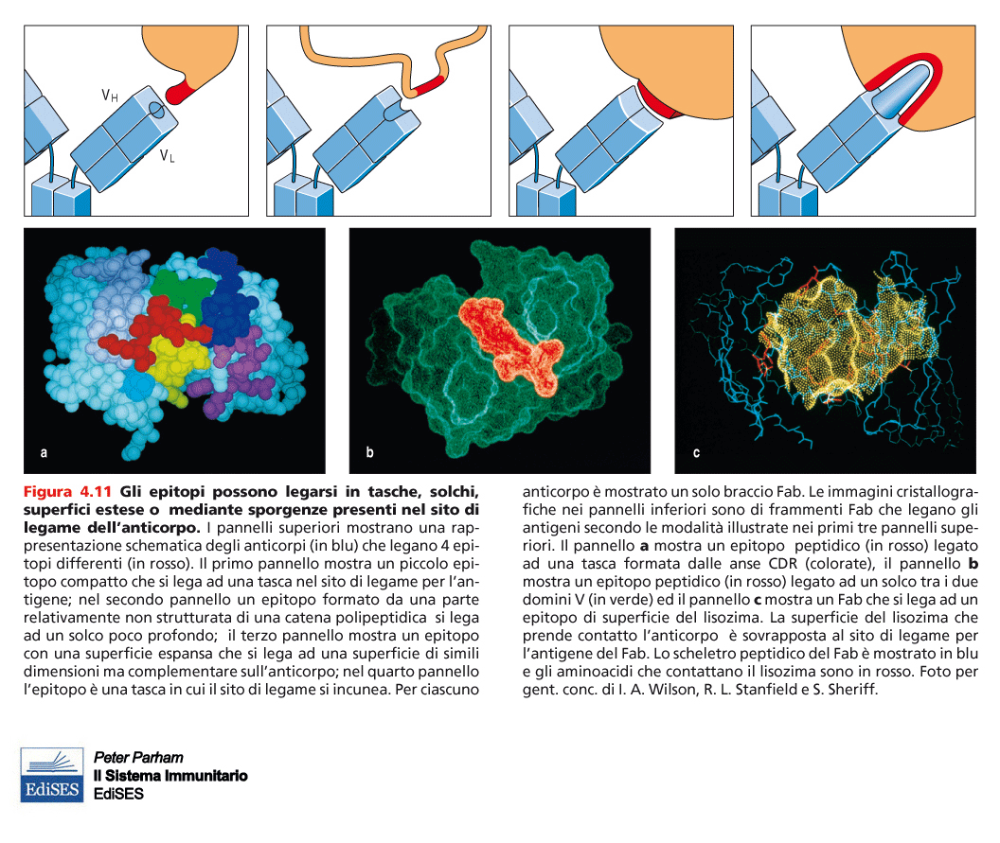 VH
VL
a
b
c
Figura 4.11 Gli epitopi possono legarsi in tasche, solchi,
superfici estese o mediante sporgenze presenti nel sito di
legame dell’anticorpo. I pannelli superiori mostrano una rap-
presentazione schematica degli anticorpi (in blu) che legano 4 epi-
topi differenti (in rosso). Il primo pannello mostra un piccolo epi-
topo compatto che si lega ad una tasca nel sito di legame per l’an-
tigene; nel secondo pannello un epitopo formato da una parte
relativamente non strutturata di una catena polipeptidica si lega
ad un solco poco profondo; il terzo pannello mostra un epitopo
con una superficie espansa che si lega ad una superficie di simili
dimensioni ma complementare sull’anticorpo; nel quarto pannello
l’epitopo è una tasca in cui il sito di legame si incunea. Per ciascuno
anticorpo è mostrato un solo braccio Fab. Le immagini cristallogra-
fiche nei pannelli inferiori sono di frammenti Fab che legano gli
antigeni secondo le modalità illustrate nei primi tre pannelli supe-
riori. Il pannello a mostra un epitopo peptidico (in rosso) legato
ad una tasca formata dalle anse CDR (colorate), il pannello b
mostra un epitopo peptidico (in rosso) legato ad un solco tra i due
domini V (in verde) ed il pannello c mostra un Fab che si lega ad un
epitopo di superficie del lisozima. La superficie del lisozima che
prende contatto l’anticorpo è sovrapposta al sito di legame per
l’antigene del Fab. Lo scheletro peptidico del Fab è mostrato in blu
e gli aminoacidi che contattano il lisozima sono in rosso. Foto per
gent. conc. di I. A. Wilson, R. L. Stanfield e S. Sheriff.
EdiSES
Peter Parham
Il Sistema Immunitario
EdiSES